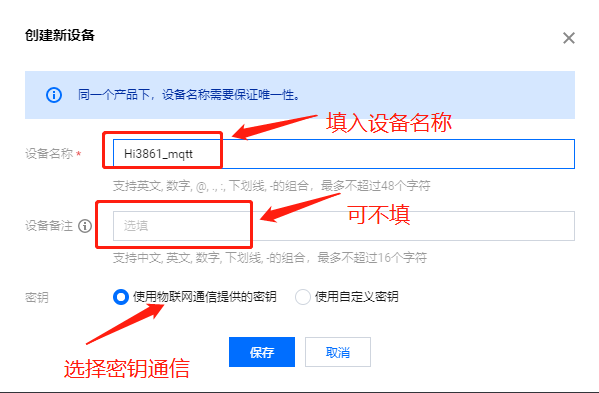 创建新设备
同一个产品下，设备名称需要保证唯一性。
填入设备名称
设备名称 * Hi3861_mqtt
支持英文, 数字, @, ., :, 下划线, -的组合，最多不超过48个字符
可不填
设备备注 选填
支持中文, 英文, 数字, 下划线, -的组合，最多不超过16个字符
密钥 使用物联网通信提供的密钥 使用自定义密钥
选择密钥通信
保存 取消